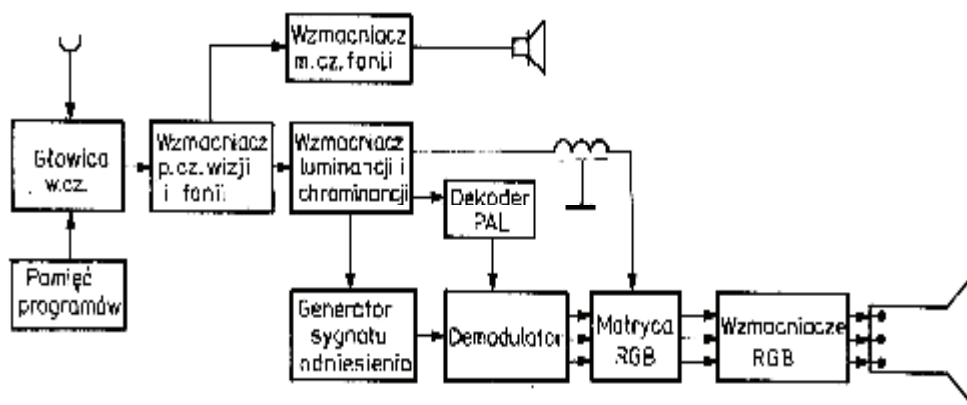 Wzmacniacz
m.cz. fonii
Głowica
w.cz.
Wzmacniacz
p.cz. wizji
i fonii
Wzmacniacz
luminancji i
chrominancji
Dekoder
PAL
Pamięć
programów
Generator
sygnału
odniesienia
Demodulator
Matryca
RGB
Wzmacniacze
RGB